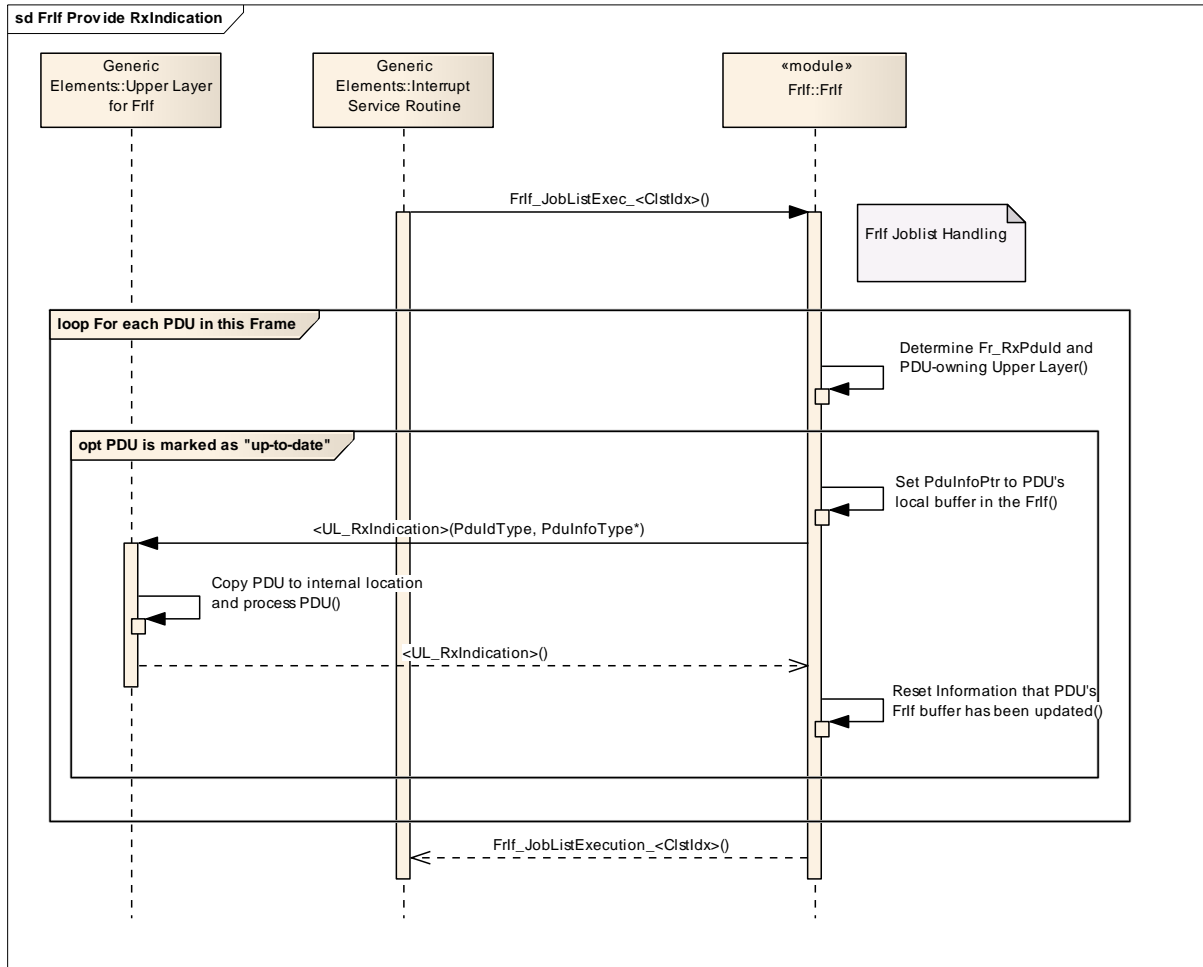 sd FrIf Provide RxIndication
Generic
Elements::Upper Layer
for FrIf
Generic
Elements::Interrupt
Service Routine
«module»
FrIf::FrIf
FrIf_JobListExec_<ClstIdx>()
FrIf Joblist Handling
loop For each PDU in this Frame
Determine Fr_RxPduId and
PDU-owning Upper Layer()
opt PDU is marked as "up-to-date"
Set PduInfoPtr to PDU's
local buffer in the FrIf()
<UL_RxIndication>(PduIdType, PduInfoType*)
Copy PDU to internal location
and process PDU()
<UL_RxIndication>()
Reset Information that PDU's
FrIf buffer has been updated()
FrIf_JobListExecution_<ClstIdx>()